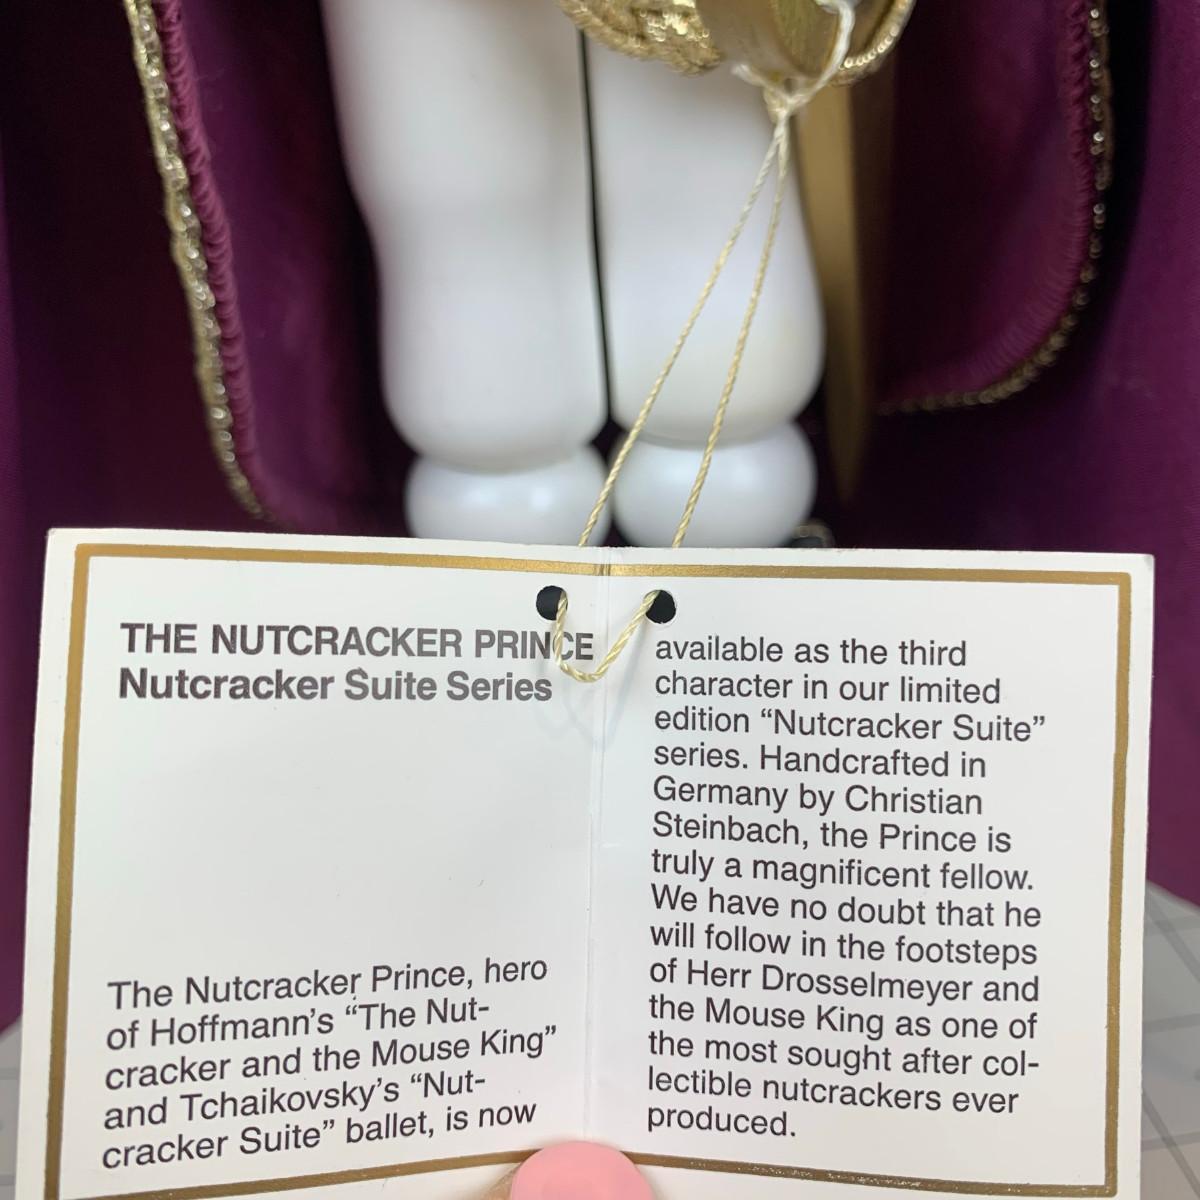 THE NUTCRACKER PRINCE
Nutcracker Suite Series
The Nutcracker Prince, hero
of Hoffmann's “The Nut-
cracker and the Mouse King”
and Tchaikovsky's “Nut-
cracker Suite” ballet, is now
available as the third
character in our limited
edition “Nutcracker Suite”
series. Handcrafted in
Germany by Christian
Steinbach, the Prince is
truly a magnificent fellow.
We have no doubt that he
will follow in the footsteps
of Herr Drosselmeyer and
the Mouse King as one of
the most sought after col-
lectible nutcrackers ever
produced.